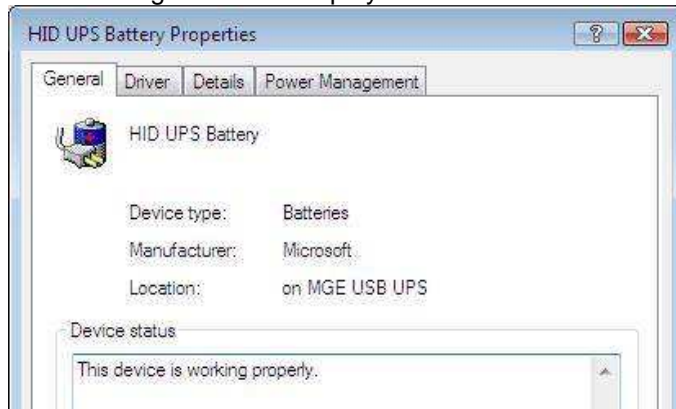 HID UPS Battery Properties
General Driver Details Power Management
HID UPS Battery
Device type: Batteries
Manufacturer: Microsoft
Location: on MGE USB UPS
Device status
This device is working properly.